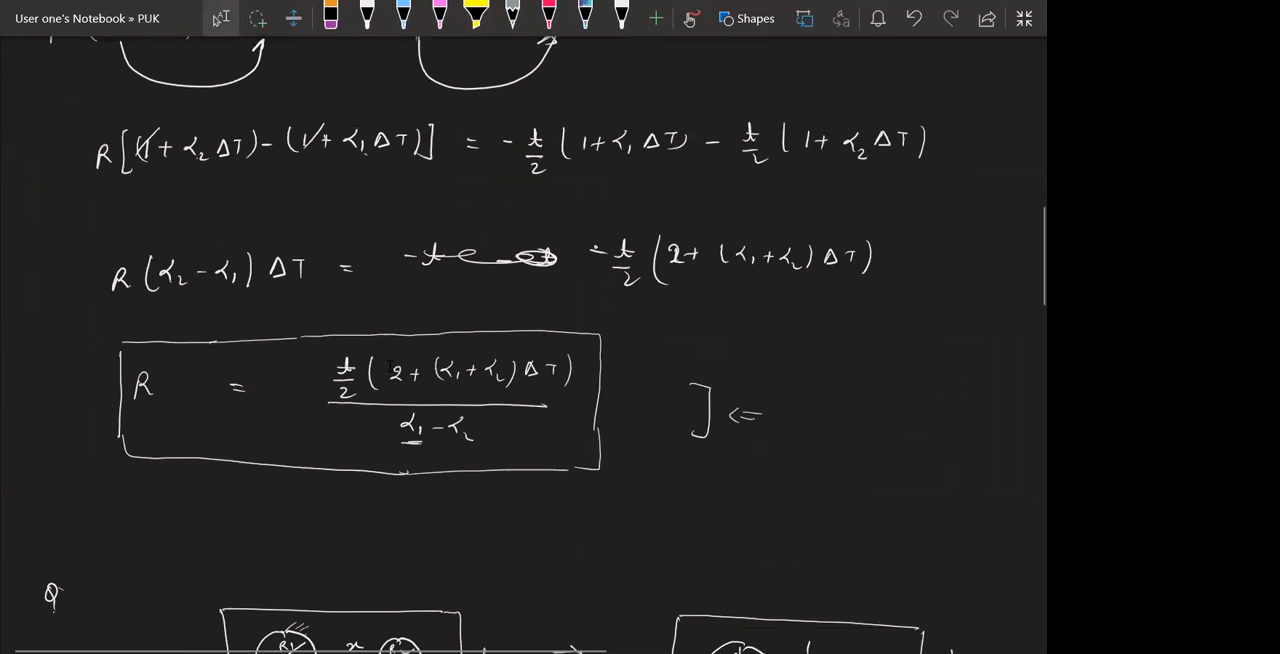 User one's Notebook » PUK
Shapes
R[(1 + α₂ ΔT) - (1 + α₁ ΔT)] = - t/2 (1 + α₁ ΔT) - t/2 (1 + α₂ ΔT)
R (α₂ - α₁) ΔT = - t/2 (2 + (α₁ + α₂) ΔT)
R = t/2 (2 + (α₁ + α₂) ΔT) / α₁ - α₂
] <=
Q
R₁ x